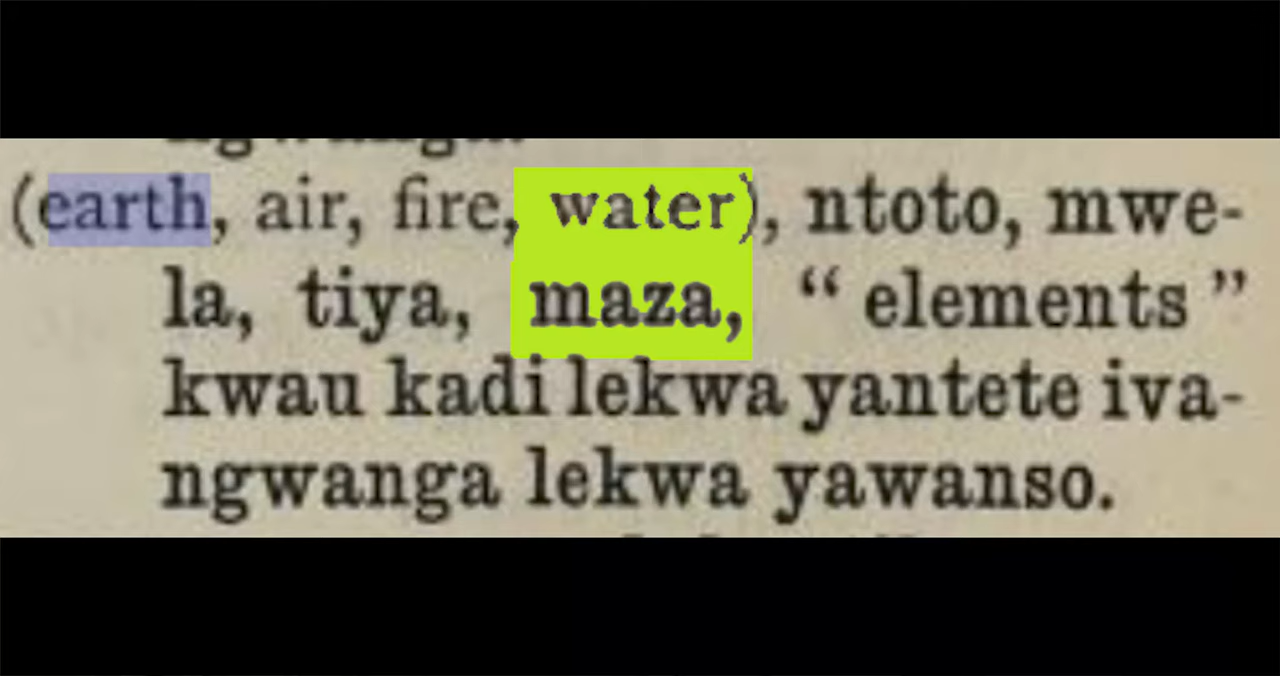 (earth, air, fire, water), ntoto, mwe-
la, tiya, maza, “ elements ”
kwau kadi lekwa yantete iva-
ngwanga lekwa yawanso.